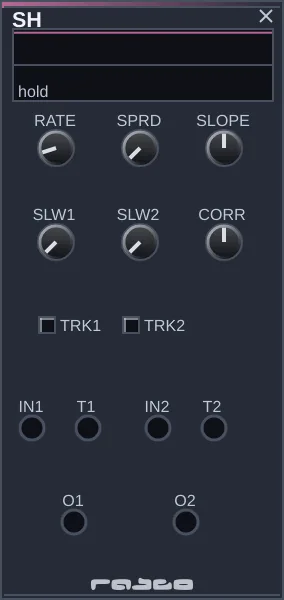 SH
hold
RATE SPRD SLOPE
SLW1 SLW2 CORR
TRK1 TRK2
IN1 T1 IN2 T2
O1 O2